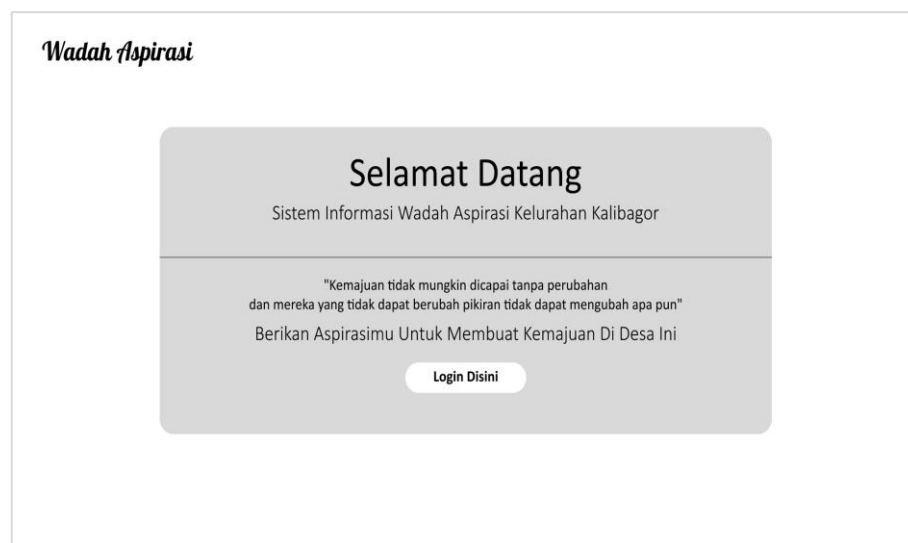 Wadah Aspirasi
Selamat Datang
Sistem Informasi Wadah Aspirasi Kelurahan Kalibagor
"Kemajuan tidak mungkin dicapai tanpa perubahan
dan mereka yang tidak dapat berubah pikiran tidak dapat mengubah apa pun"
Berikan Aspirasimu Untuk Membuat Kemajuan Di Desa Ini
Login Disini